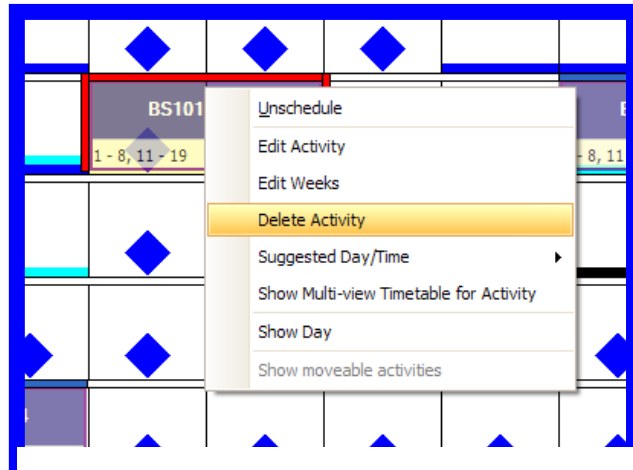 BS101
1 - 8, 11 - 19
Unschedule
Edit Activity
Edit Weeks
Delete Activity
Suggested Day/Time
Show Multi-view Timetable for Activity
Show Day
Show moveable activities
- 8, 11